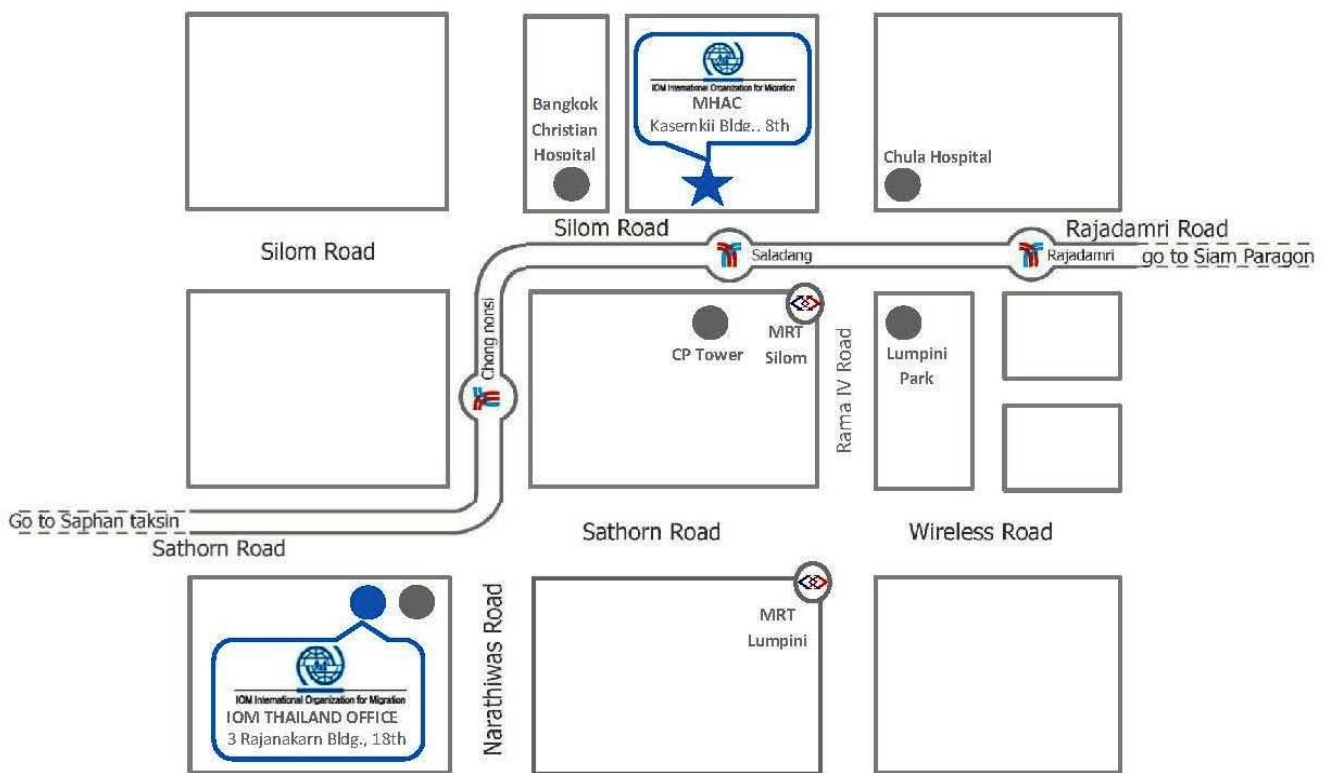 IOM International Organization for Migration
MHAC
Kasemkii Bldg.. 8th
Bangkok
Christian
Hospital
Chula Hospital
Silom Road
Silom Road
Rajadamri Road
Saladang
Rajadamri
go to Siam Paragon
Chong nonsi
CP Tower
MRT
Silom
Rama IV Road
Lumpini
Park
Go to Saphan taksin
Sathorn Road
Sathorn Road
Wireless Road
Narathiwas Road
MRT
Lumpini
IOM International Organization for Migration
IOM THAILAND OFFICE
3 Rajanakarn Bldg., 18th